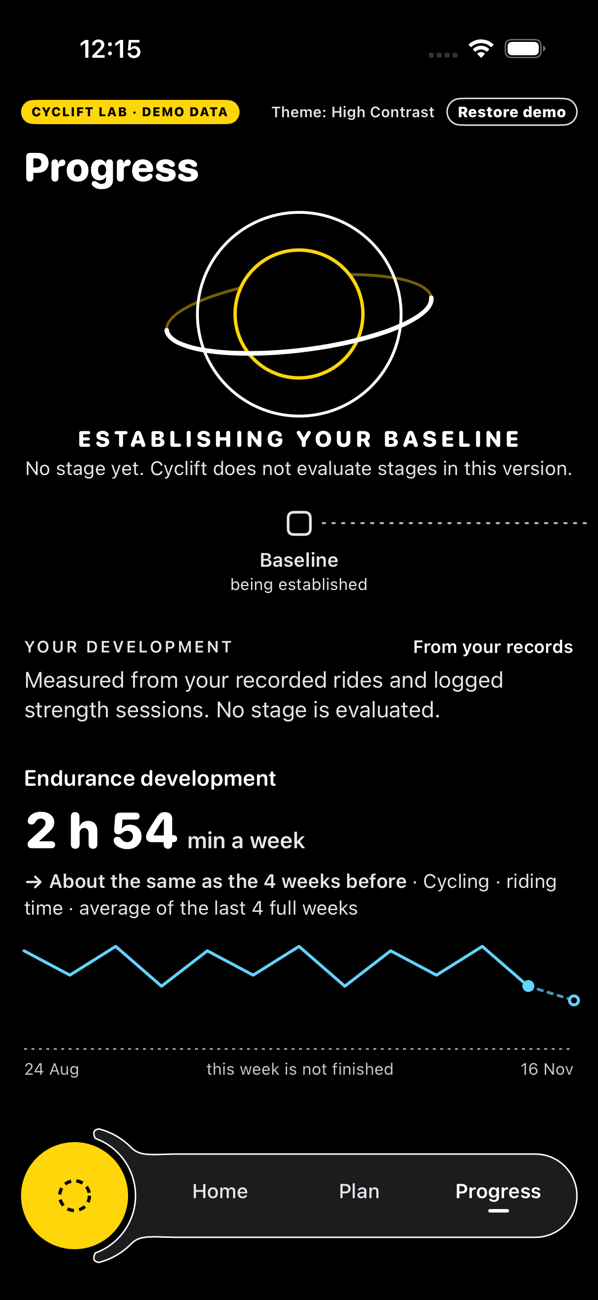 12:15
CYCLIFT LAB · DEMO DATA
Theme: High Contrast
Restore demo
Progress
ESTABLISHING YOUR BASELINE
No stage yet. Cyclift does not evaluate stages in this version.
Baseline
being established
YOUR DEVELOPMENT
From your records
Measured from your recorded rides and logged
strength sessions. No stage is evaluated.
Endurance development
2 h 54 min a week
→ About the same as the 4 weeks before · Cycling · riding
time · average of the last 4 full weeks
24 Aug
this week is not finished
16 Nov
Home
Plan
Progress